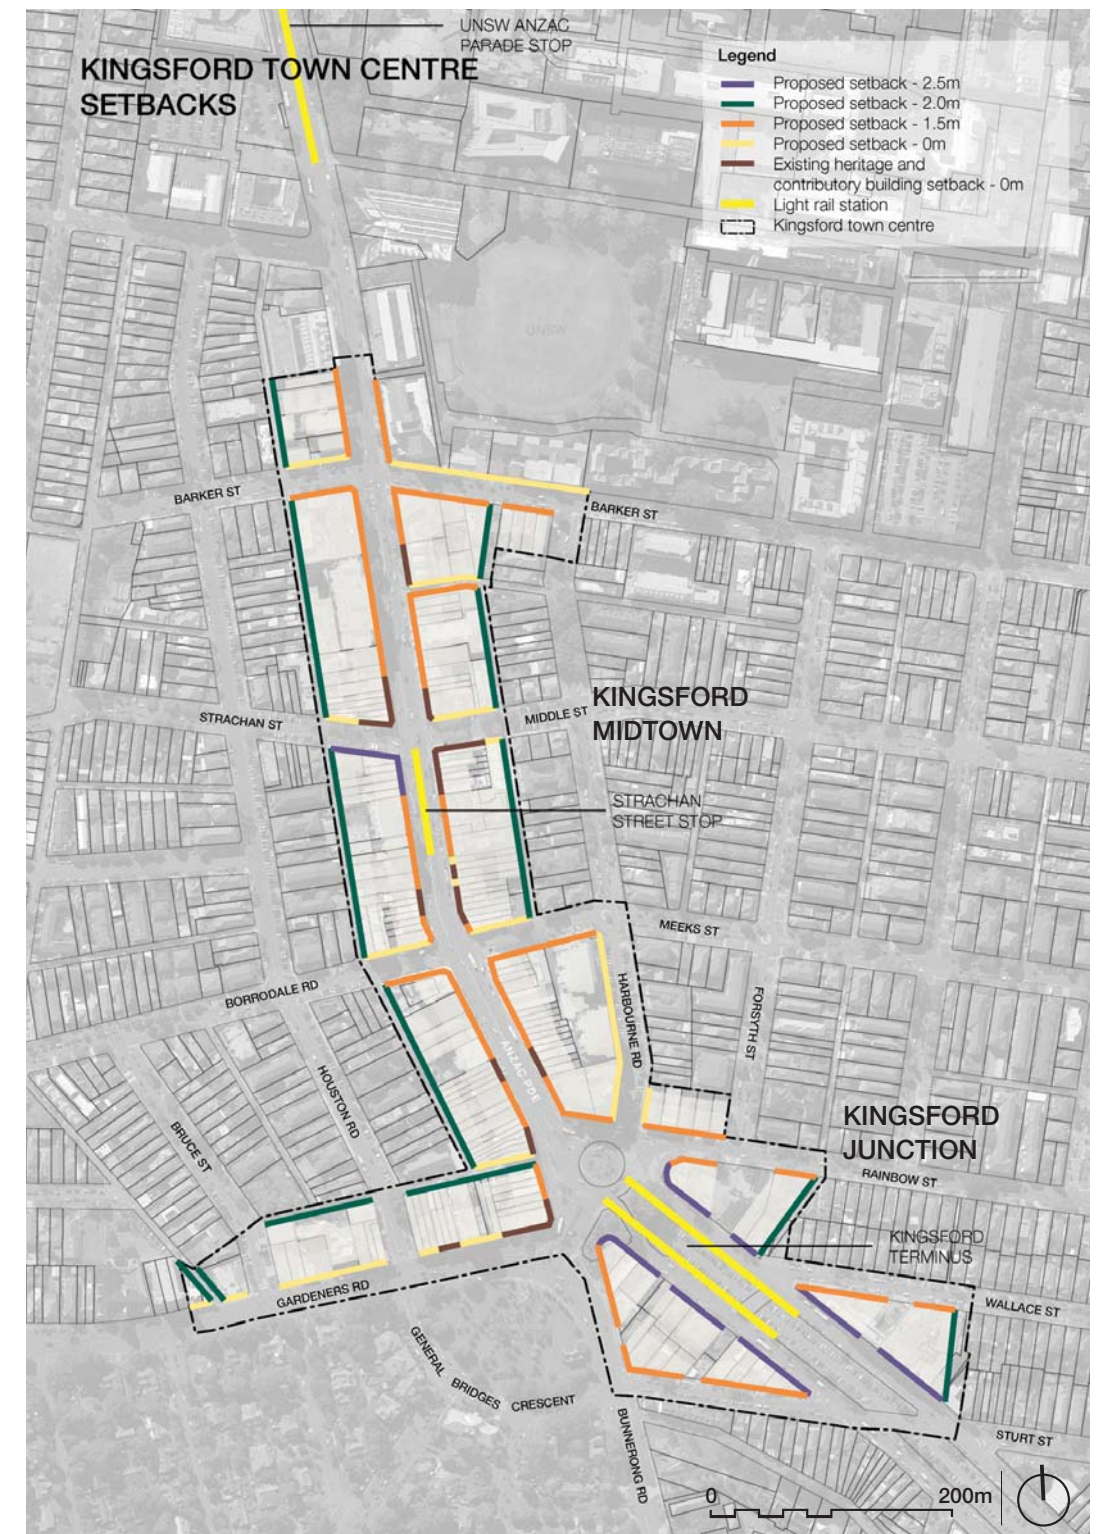 UNSW ANZAC
PARADE STOP
KINGSFORD TOWN CENTRE
SETBACKS
Legend
Proposed setback - 2.5m
Proposed setback - 2.0m
Proposed setback - 1.5m
Proposed setback - 0m
Existing heritage and
contributory building setback - 0m
Light rail station
Kingsford town centre
UNSW
BARKER ST
BARKER ST
KINGSFORD
MIDTOWN
STRACHAN ST
MIDDLE ST
STRACHAN
STREET STOP
MEEKS ST
BORRODALE RD
HARBOURNE RD
FORSYTH ST
ANZAC PDE
HOUSTON RD
BRUCE ST
KINGSFORD
JUNCTION
RAINBOW ST
KINGSFORD
TERMINUS
GARDENERS RD
WALLACE ST
GENERAL BRIDGES CRESCENT
BUNNERONG RD
STURT ST
0 200m